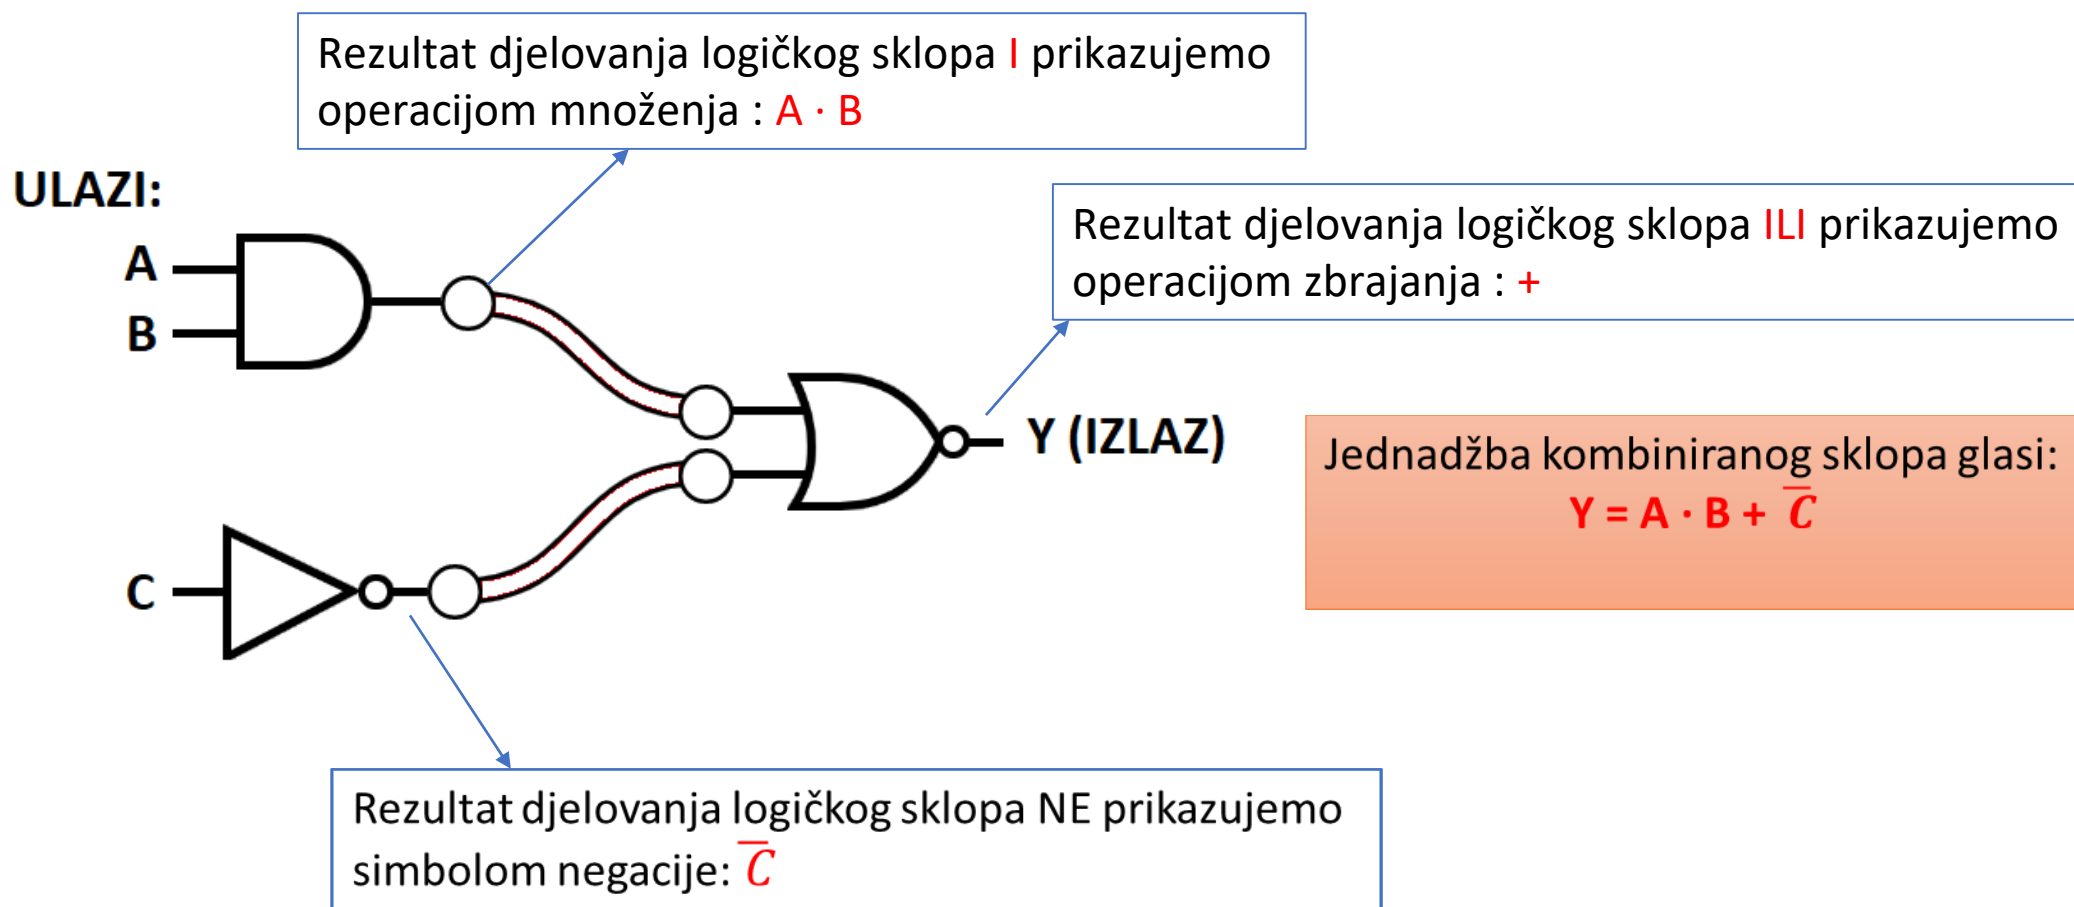 Rezultat djelovanja logičkog sklopa I prikazujemo
operacijom množenja : A · B
ULAZI:
A
B
Rezultat djelovanja logičkog sklopa ILI prikazujemo
operacijom zbrajanja : +
Y (IZLAZ)
Jednadžba kombiniranog sklopa glasi:
Y = A · B + C̅
C
Rezultat djelovanja logičkog sklopa NE prikazujemo
simbolom negacije: C̅